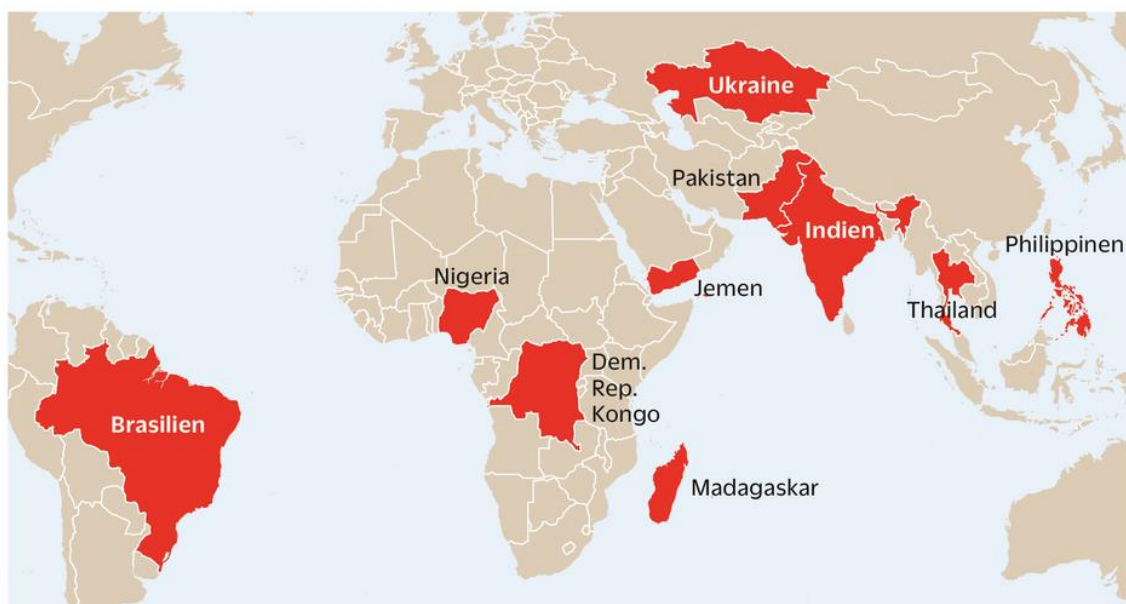 Ukraine
Pakistan
Indien
Philippinen
Nigeria
Jemen
Thailand
Dem.
Rep.
Kongo
Brasilien
Madagaskar